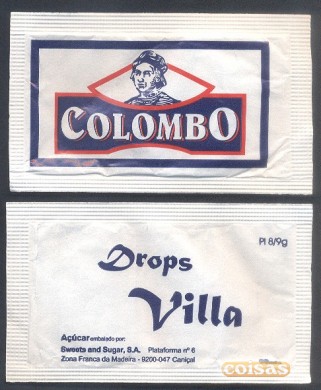 COLOMBO
Drops
PI 8/9g
Villa
Açúcar embalado por:
Sweets and Sugar, S.A. Plataforma nº 6
Zona Franca da Madeira - 9200-047 Caniçal
coisas